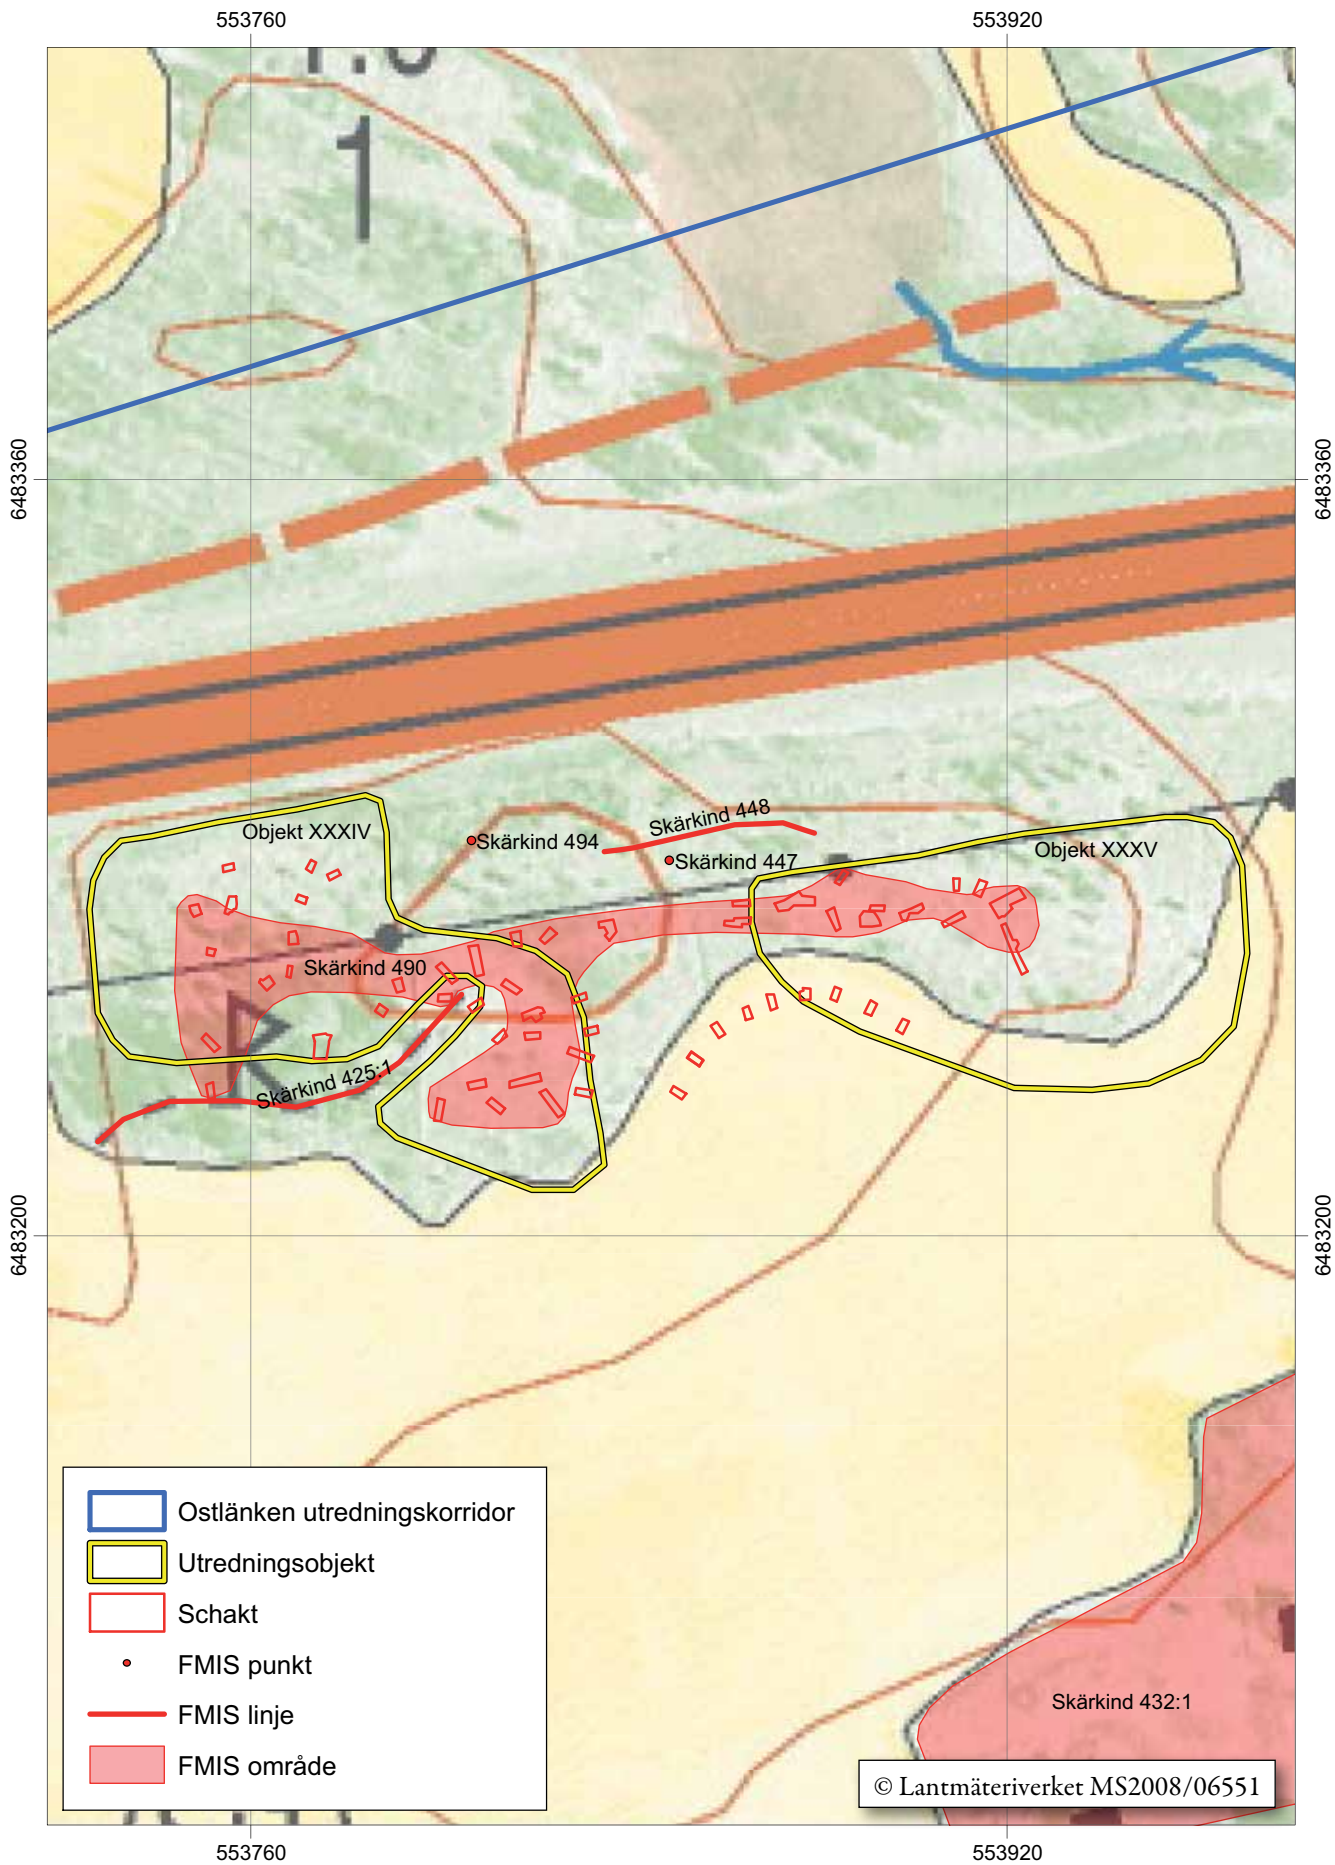 553760
553920
1
6483360
6483360
Skärkind 448
Objekt XXXIV
Skärkind 494
Skärkind 447
Objekt XXXV
Skärkind 490
R
Skärkind 425:1
6483200
6483200
Ostlänken utredningskorridor
Utredningsobjekt
Schakt
FMIS punkt
FMIS linje
FMIS område
Skärkind 432:1
© Lantmäteriverket MS2008/06551
553760
553920